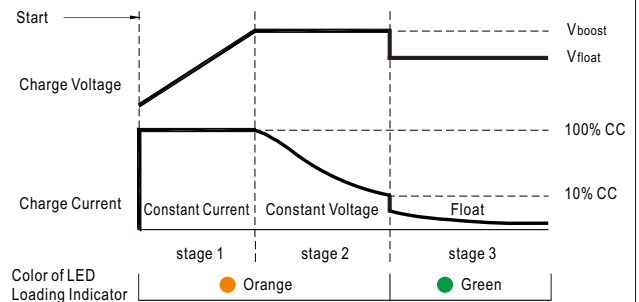 Start
Vboost
Vfloat
Charge Voltage
100% CC
10% CC
Charge Current
Constant Current
Constant Voltage
Float
stage 1
stage 2
stage 3
Color of LED
Loading Indicator
Orange
Green